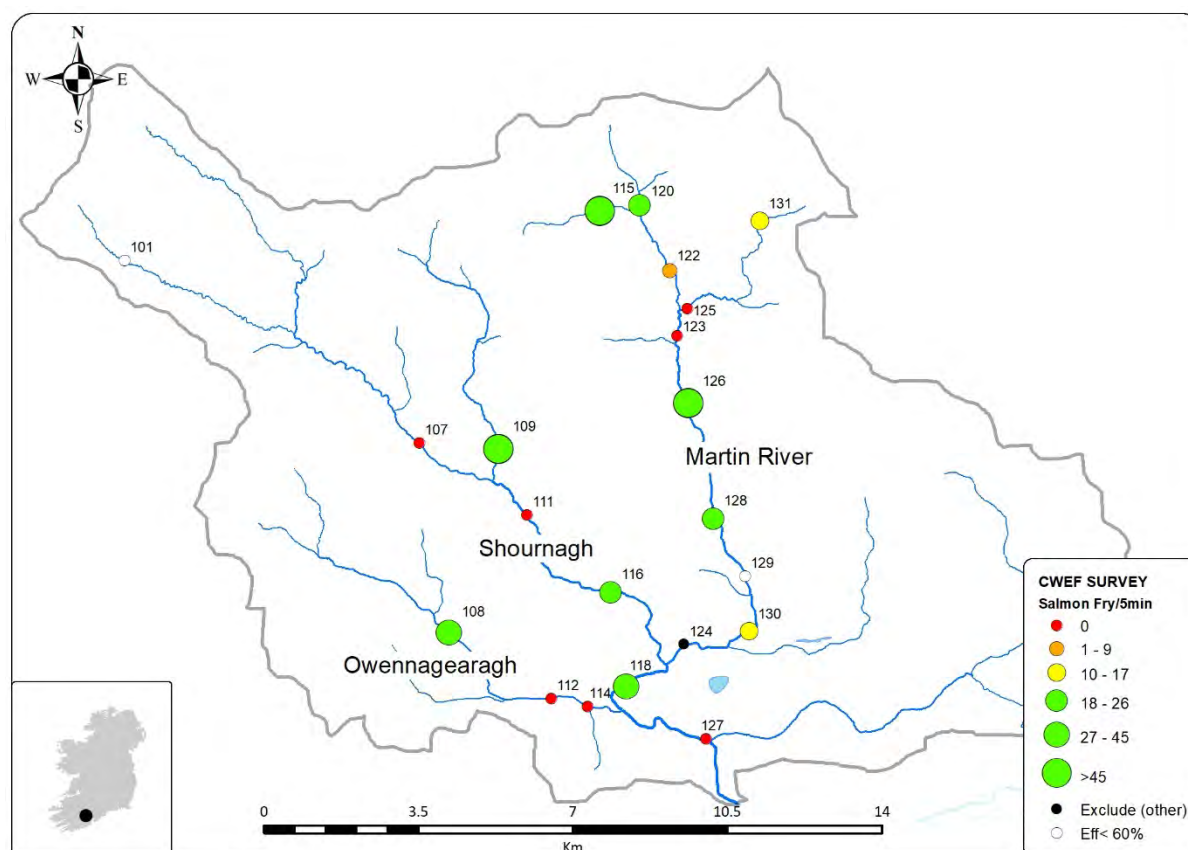 N
W E
S
115
120
131
101
122
125
123
126
109
107
Martin River
111
128
Shournagh
129
116
108
130
124
Owennagearagh
118
112
114
127
CWEF SURVEY
Salmon Fry/5min
0
1 - 9
10 - 17
18 - 26
27 - 45
>45
Exclude (other)
Eff< 60%
0 3.5 7 10.5 14
Km